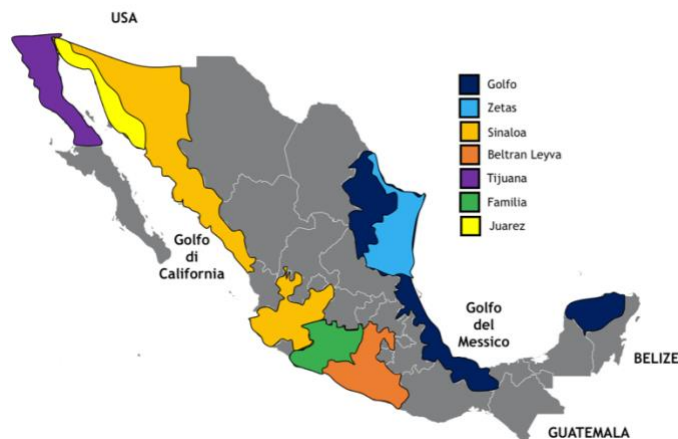 USA
Golfo
Zetas
Sinaloa
Beltran Leyva
Tijuana
Familia
Juarez
Golfo
di
California
Golfo
del
Messico
BELIZE
GUATEMALA